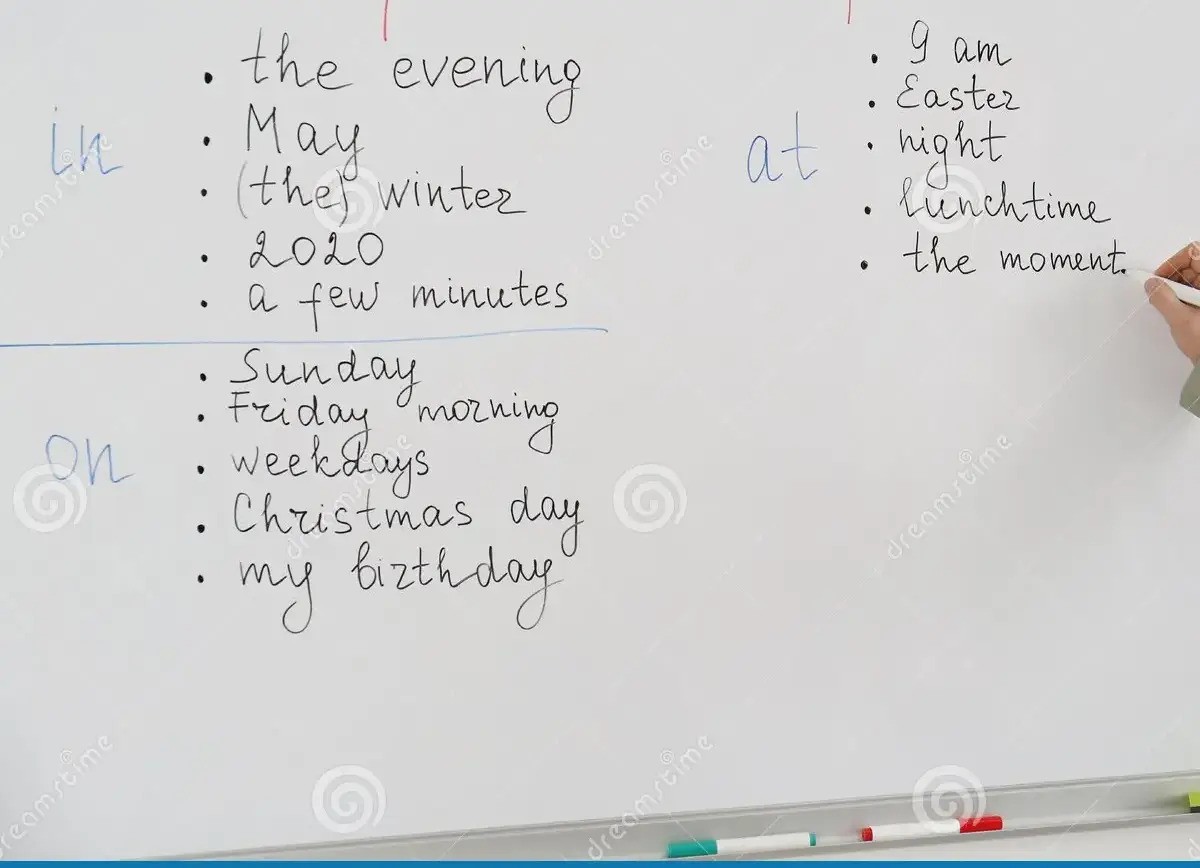 in
• the evening
• May
• (the) winter
• 2020
• a few minutes
on
• Sunday
• Friday morning
• weekdays
• Christmas day
• my birthday
at
• 9 am
• Easter
• night
• lunchtime
• the moment.
dreamstime
dreamstime
dreamstime
dreamstime
dreamstime
dreamstime
dreamstime